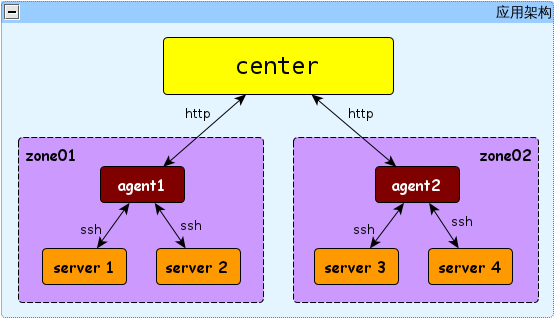 应用架构
center
http
http
zone01
zone02
agent1
agent2
ssh
ssh
ssh
ssh
server 1
server 2
server 3
server 4